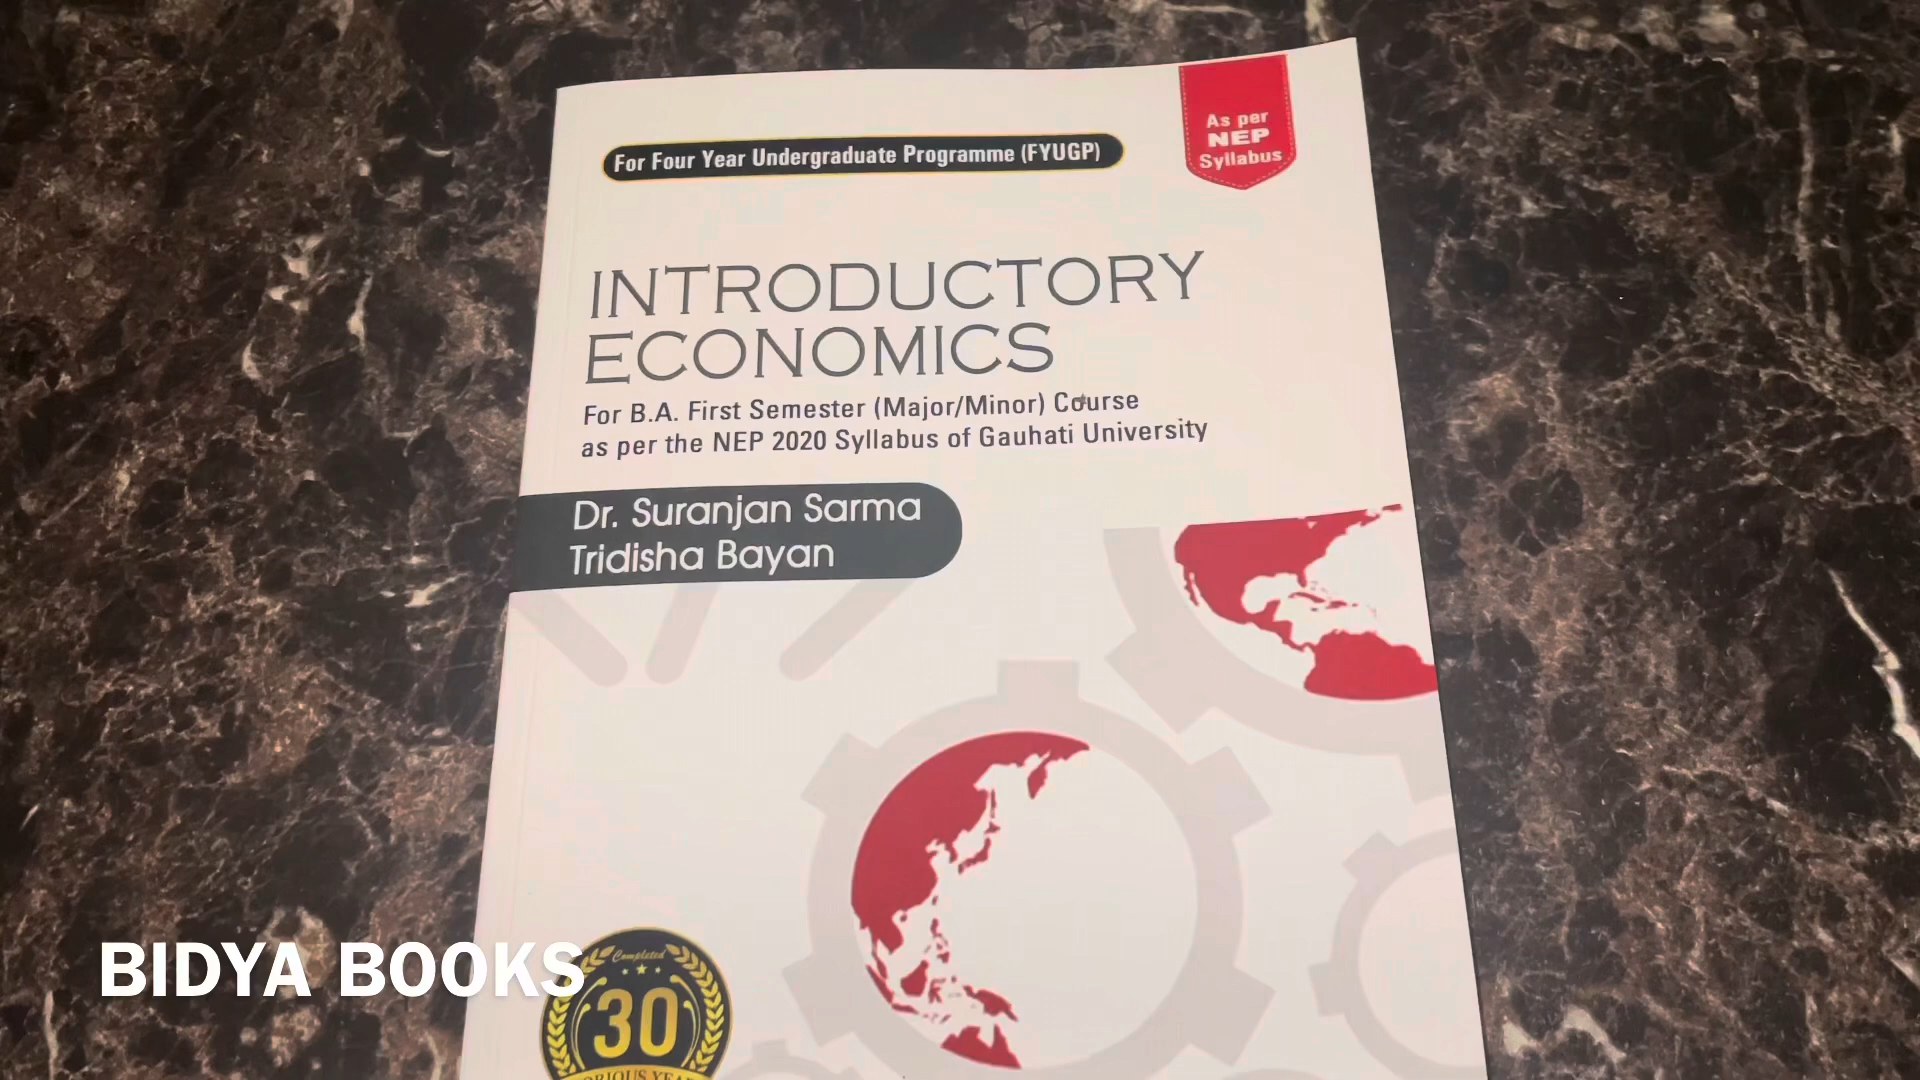 For Four Year Undergraduate Programme (FYUGP)
As per
NEP
Syllabus
INTRODUCTORY
ECONOMICS
For B.A. First Semester (Major/Minor) Course
as per the NEP 2020 Syllabus of Gauhati University
Dr. Suranjan Sarma
Tridisha Bayan
BIDYA BOOKS
Completed
30